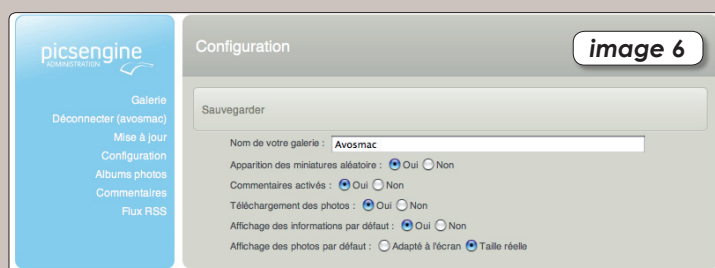 picsengine
ADMINISTRATION
Galerie
Déconnecter (avosmac)
Mise à jour
Configuration
Albums photos
Commentaires
Flux RSS
Configuration
image 6
Sauvegarder
Nom de votre galerie : Avosmac
Apparition des miniatures aléatoire : Oui Non
Commentaires activés : Oui Non
Téléchargement des photos : Oui Non
Affichage des informations par défaut : Oui Non
Affichage des photos par défaut : Adapté à l'écran Taille réelle